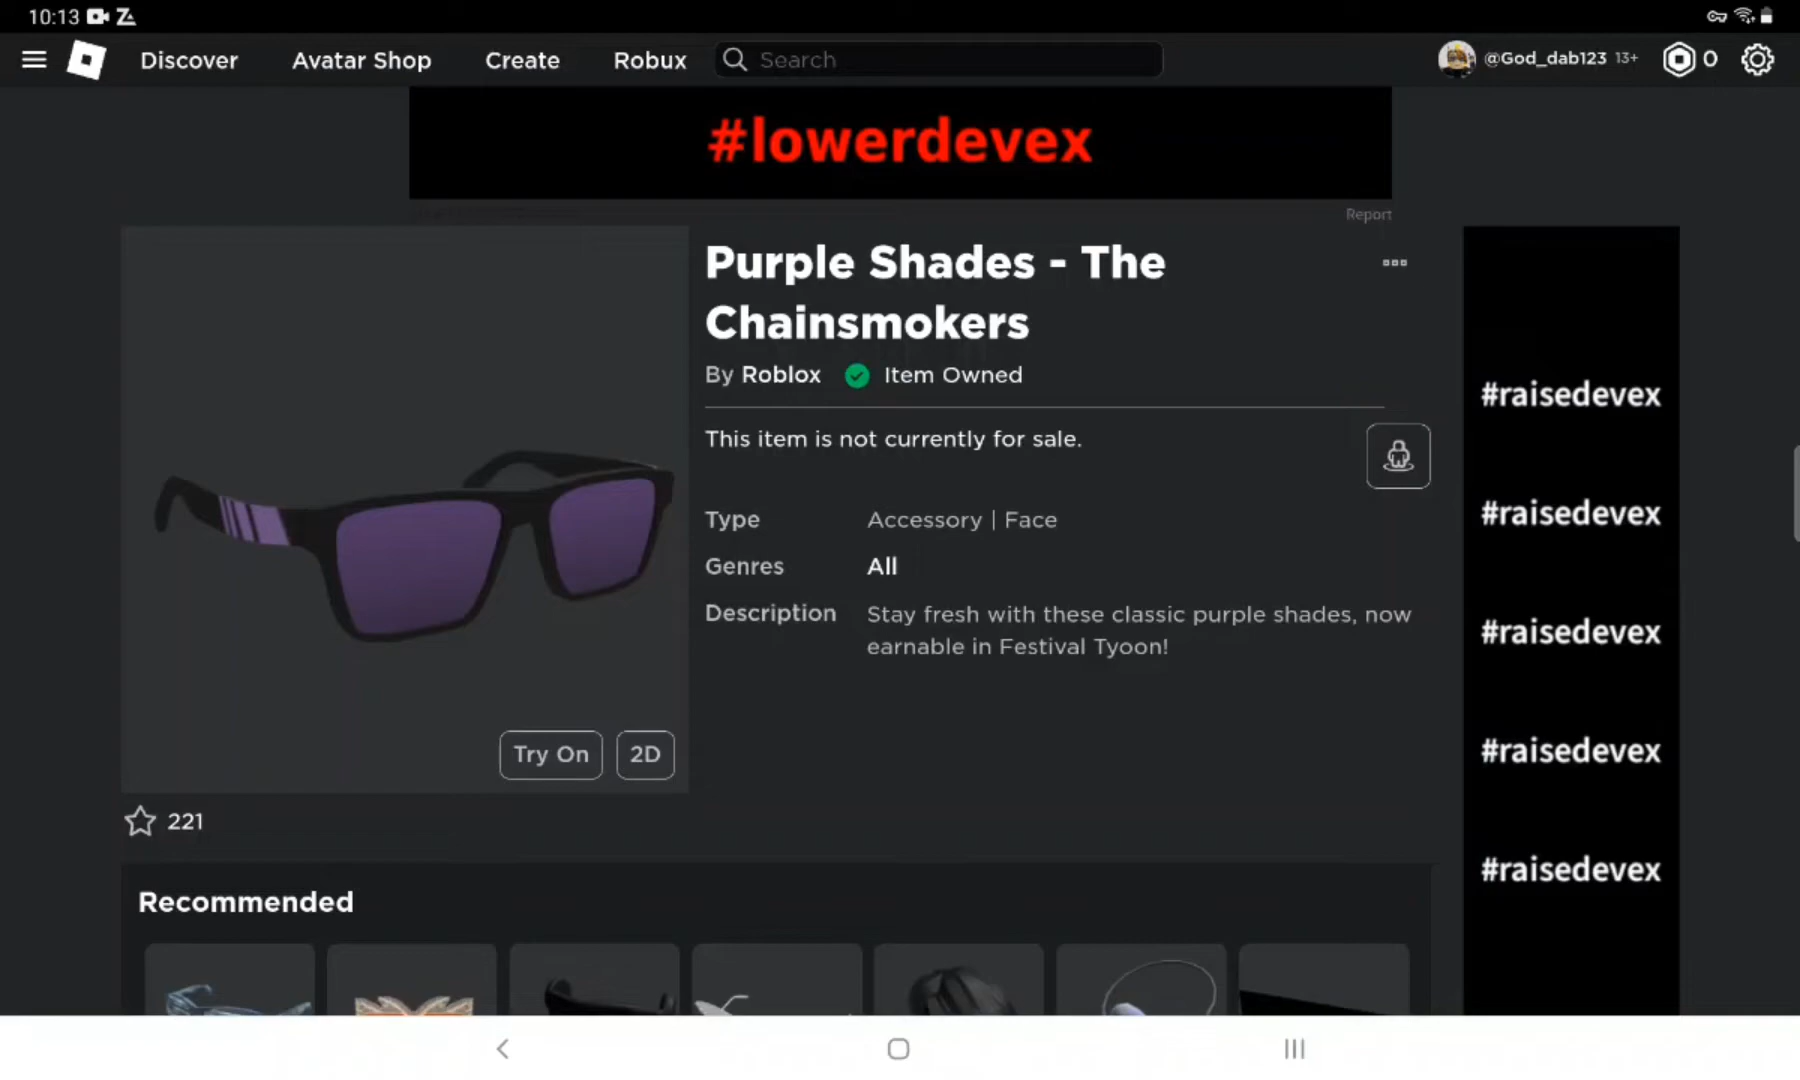 10:13
Discover
Avatar Shop
Create
Robux
Search
@God_dab123 13+
0
#lowerdevex
Report
Purple Shades - The
Chainsmokers
By Roblox
Item Owned
This item is not currently for sale.
Type
Accessory | Face
Genres
All
Description
Stay fresh with these classic purple shades, now
earnable in Festival Tyoon!
Try On
2D
221
#raisedevex
#raisedevex
#raisedevex
#raisedevex
#raisedevex
Recommended